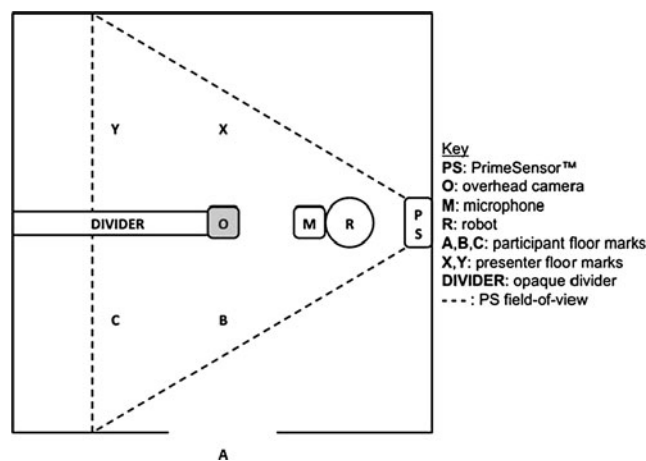 Y X
DIVIDER O M R P
S
C B
A
Key
PS: PrimeSensor™
O: overhead camera
M: microphone
R: robot
A,B,C: participant floor marks
X,Y: presenter floor marks
DIVIDER: opaque divider
----: PS field-of-view